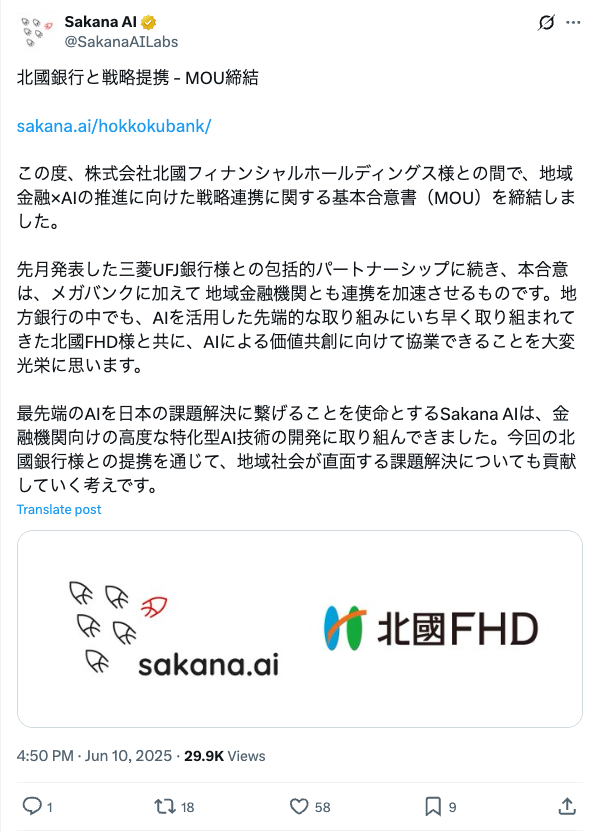 Sakana AI
@SakanaAILabs
北國銀行と戦略提携 - MOU締結
sakana.ai/hokkokubank/
この度、株式会社北國フィナンシャルホールディングス様との間で、地域
金融×AIの推進に向けた戦略連携に関する基本合意書（MOU）を締結しま
した。
先月発表した三菱UFJ銀行様との包括的パートナーシップに続き、本合意
は、メガバンクに加えて 地域金融機関とも連携を加速させるものです。地
方銀行の中でも、AIを活用した先端的な取り組みにいち早く取り組まれて
きた北國FHD様と共に、AIによる価値共創に向けて協業できることを大変
光栄に思います。
最先端のAIを日本の課題解決に繋げることを使命とするSakana AIは、金
融機関向けの高度な特化型AI技術の開発に取り組んできました。今回の北
國銀行様との提携を通じて、地域社会が直面する課題解決についても貢献
していく考えです。
Translate post
sakana.ai
北國FHD
4:50 PM · Jun 10, 2025 · 29.9K Views
1 18 58 9